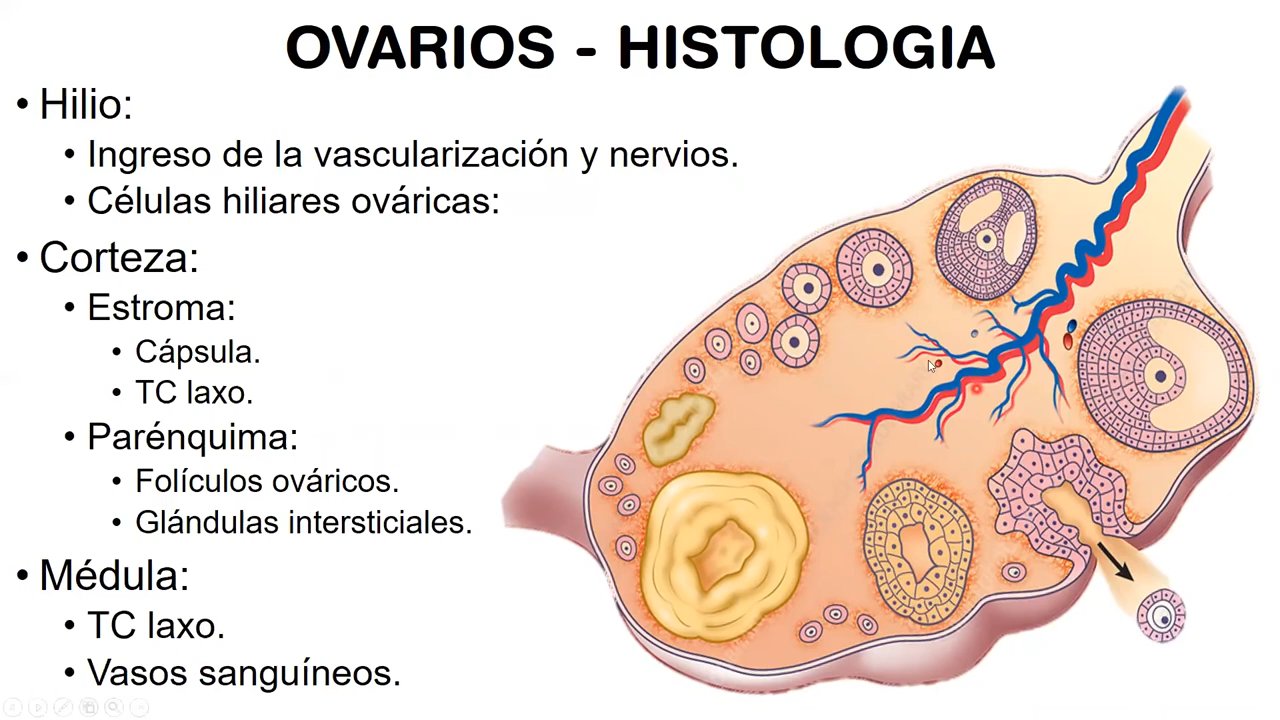 OVARIOS - HISTOLOGIA
• Hilio:
• Ingreso de la vascularización y nervios.
• Células hiliares ováricas:
• Corteza:
• Estroma:
• Cápsula.
• TC laxo.
• Parénquima:
• Folículos ováricos.
• Glándulas intersticiales.
• Médula:
• TC laxo.
• Vasos sanguíneos.